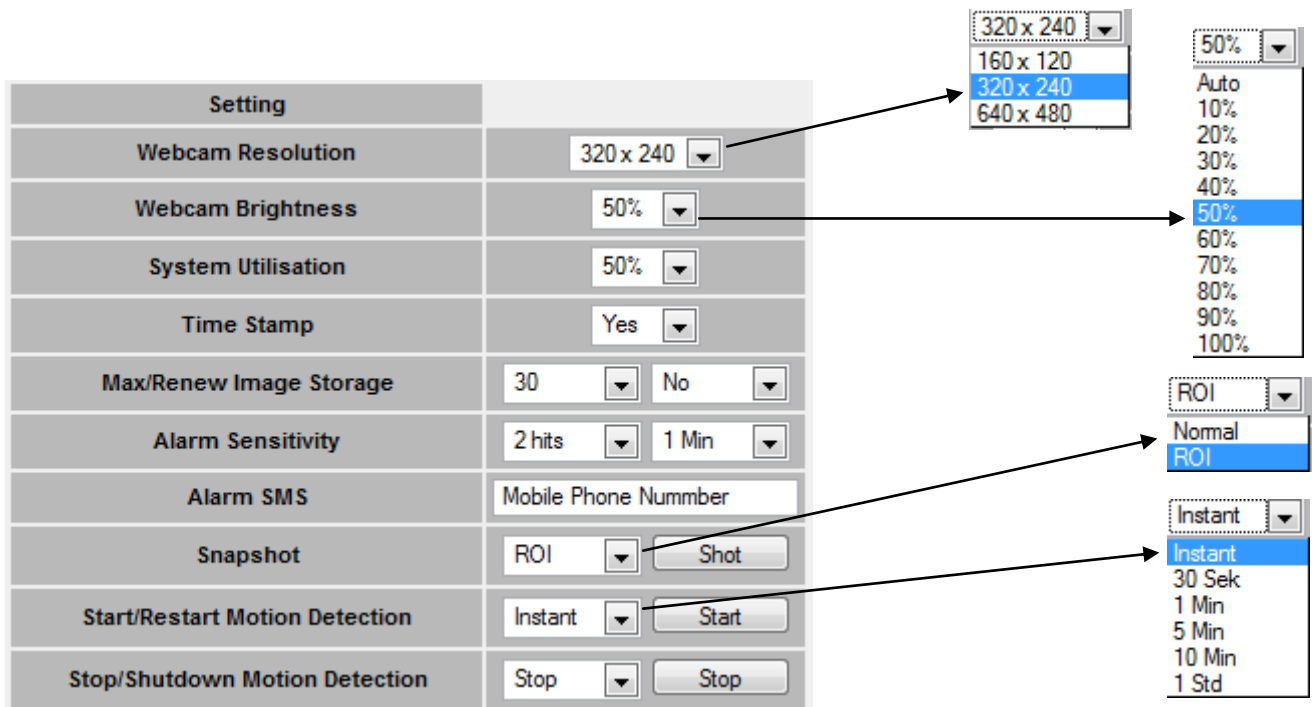 Setting
Webcam Resolution 320 x 240
Webcam Brightness 50%
System Utilisation 50%
Time Stamp Yes
Max/Renew Image Storage 30 No
Alarm Sensitivity 2 hits 1 Min
Alarm SMS Mobile Phone Nummber
Snapshot ROI Shot
Start/Restart Motion Detection Instant Start
Stop/Shutdown Motion Detection Stop Stop
320 x 240
160 x 120
320 x 240
640 x 480
50%
Auto
10%
20%
30%
40%
50%
60%
70%
80%
90%
100%
ROI
Normal
ROI
Instant
Instant
30 Sek
1 Min
5 Min
10 Min
1 Std